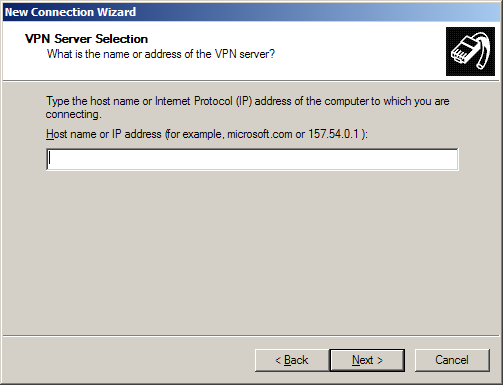 New Connection Wizard
VPN Server Selection
What is the name or address of the VPN server?
Type the host name or Internet Protocol (IP) address of the computer to which you are
connecting.
Host name or IP address (for example, microsoft.com or 157.54.0.1 ):
< Back
Next >
Cancel